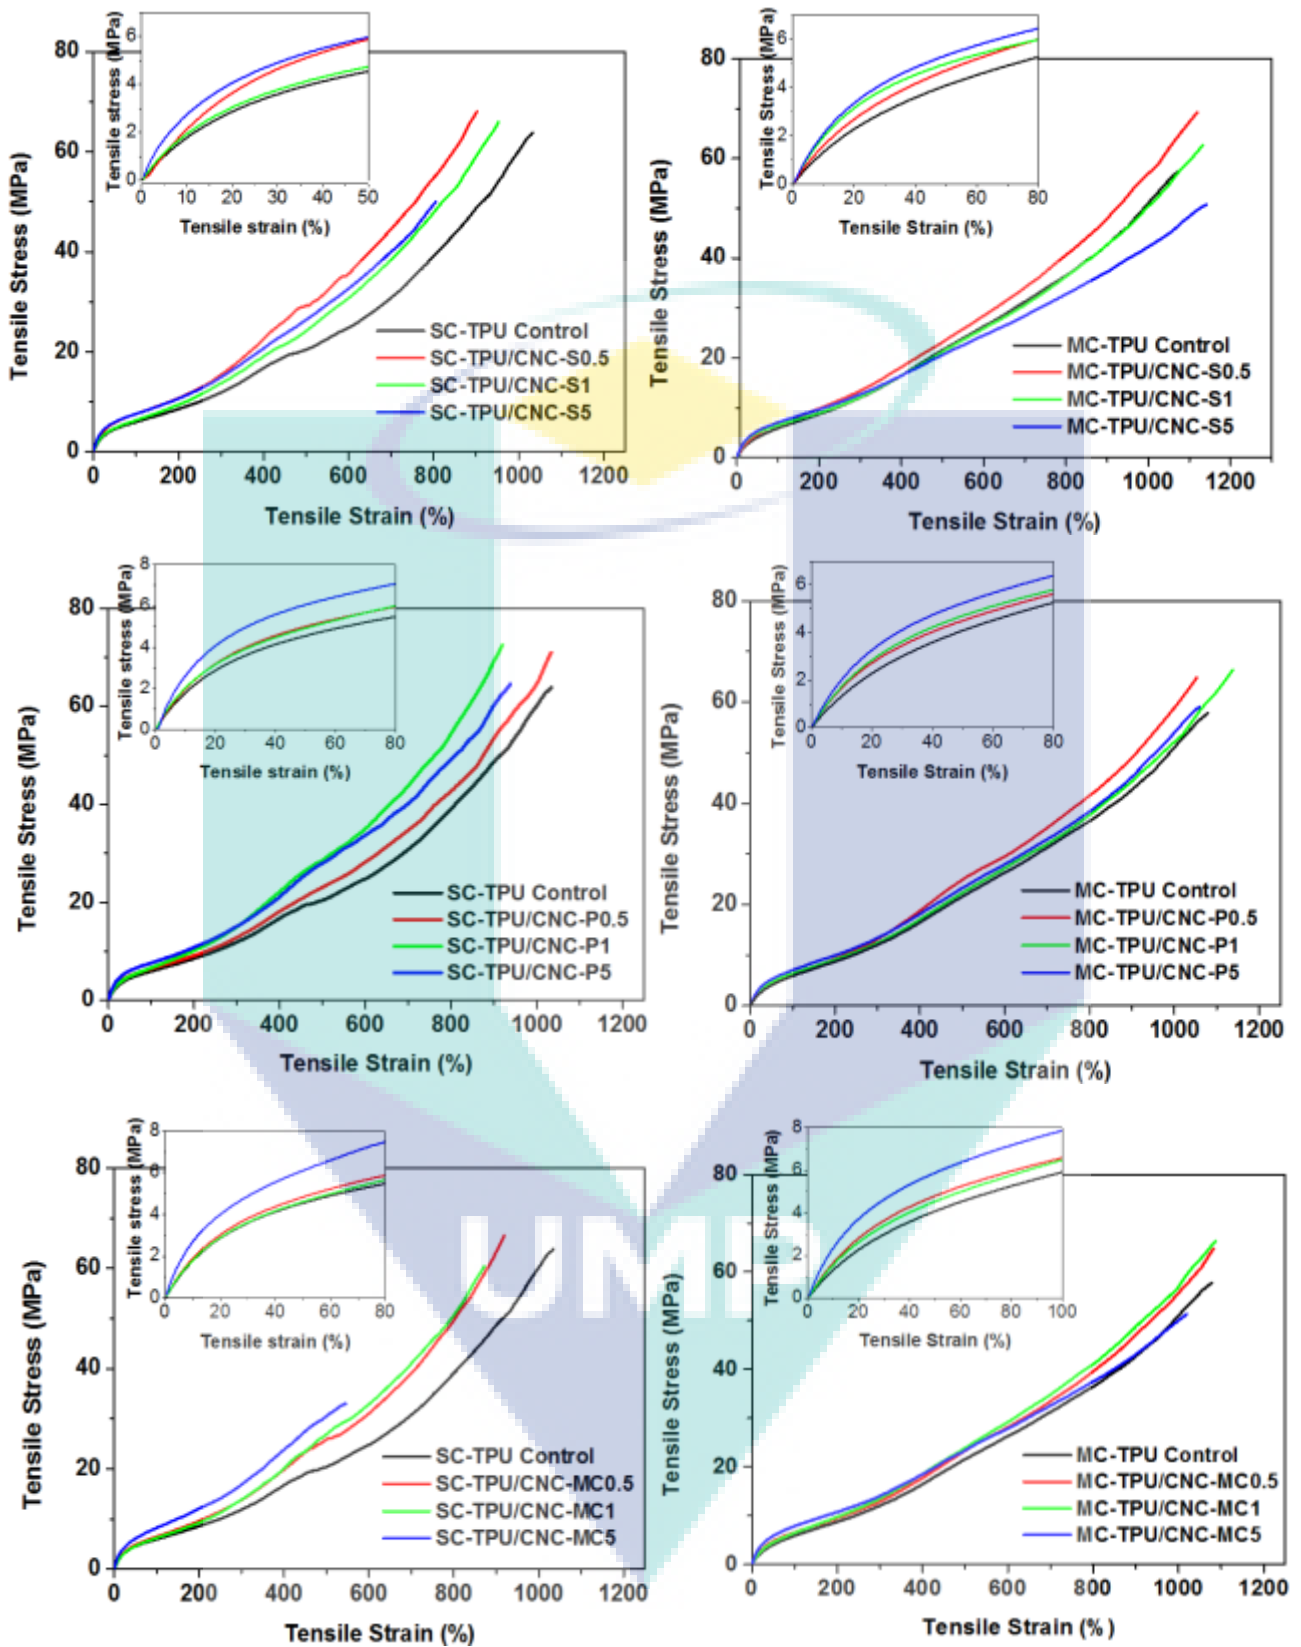 Tensile stress (MPa)
6
4
2
0
0 10 20 30 40 50
Tensile strain (%)
Tensile Stress (MPa)
80
60
40
20
0
SC-TPU Control
SC-TPU/CNC-S0.5
SC-TPU/CNC-S1
SC-TPU/CNC-S5
0 200 400 600 800 1000 1200
Tensile Strain (%)
Tensile Stress (MPa)
6
4
2
0
0 20 40 60 80
Tensile Strain (%)
Tensile Stress (MPa)
80
60
40
20
0
MC-TPU Control
MC-TPU/CNC-S0.5
MC-TPU/CNC-S1
MC-TPU/CNC-S5
0 200 400 600 800 1000 1200
Tensile Strain (%)
Tensile stress (MPa)
8
6
4
2
0
0 20 40 60 80
Tensile strain (%)
Tensile Stress (MPa)
80
60
40
20
0
SC-TPU Control
SC-TPU/CNC-P0.5
SC-TPU/CNC-P1
SC-TPU/CNC-P5
0 200 400 600 800 1000 1200
Tensile Strain (%)
Tensile Stress (MPa)
6
4
2
0
0 20 40 60 80
Tensile Strain (%)
Tensile Stress (MPa)
80
60
40
20
0
MC-TPU Control
MC-TPU/CNC-P0.5
MC-TPU/CNC-P1
MC-TPU/CNC-P5
0 200 400 600 800 1000 1200
Tensile Strain (%)
Tensile stress (MPa)
8
6
4
2
0
0 20 40 60 80
Tensile strain (%)
Tensile Stress (MPa)
80
60
40
20
0
SC-TPU Control
SC-TPU/CNC-MC0.5
SC-TPU/CNC-MC1
SC-TPU/CNC-MC5
0 200 400 600 800 1000 1200
Tensile Strain (%)
Tensile Stress (MPa)
8
6
4
2
0
0 20 40 60 80 100
Tensile Strain (%)
Tensile Stress (MPa)
80
60
40
20
0
MC-TPU Control
MC-TPU/CNC-MC0.5
MC-TPU/CNC-MC1
MC-TPU/CNC-MC5
0 200 400 600 800 1000 1200
Tensile Strain (%)
UMP